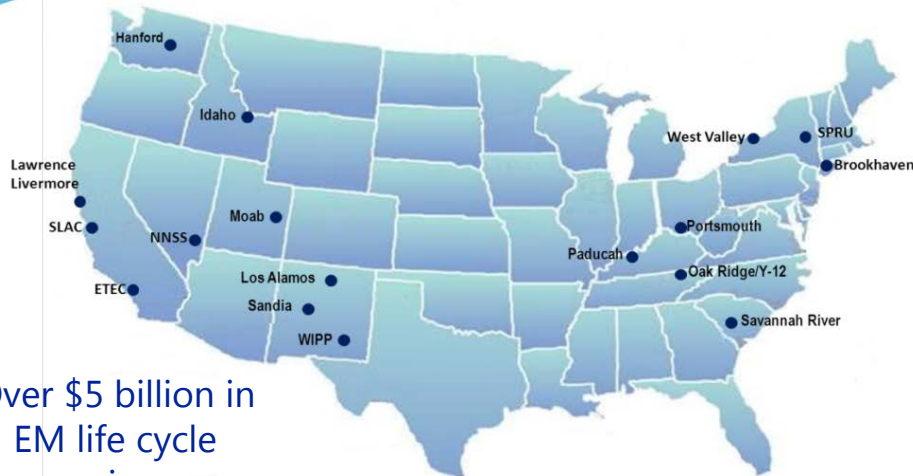 Hanford
Idaho
West Valley
SPRU
Brookhaven
Lawrence
Livermore
SLAC
NNSS
Moab
Portsmouth
Paducah
Los Alamos
Oak Ridge/Y-12
ETEC
Sandia
Savannah River
WIPP
$5 billion in
EM life cycle